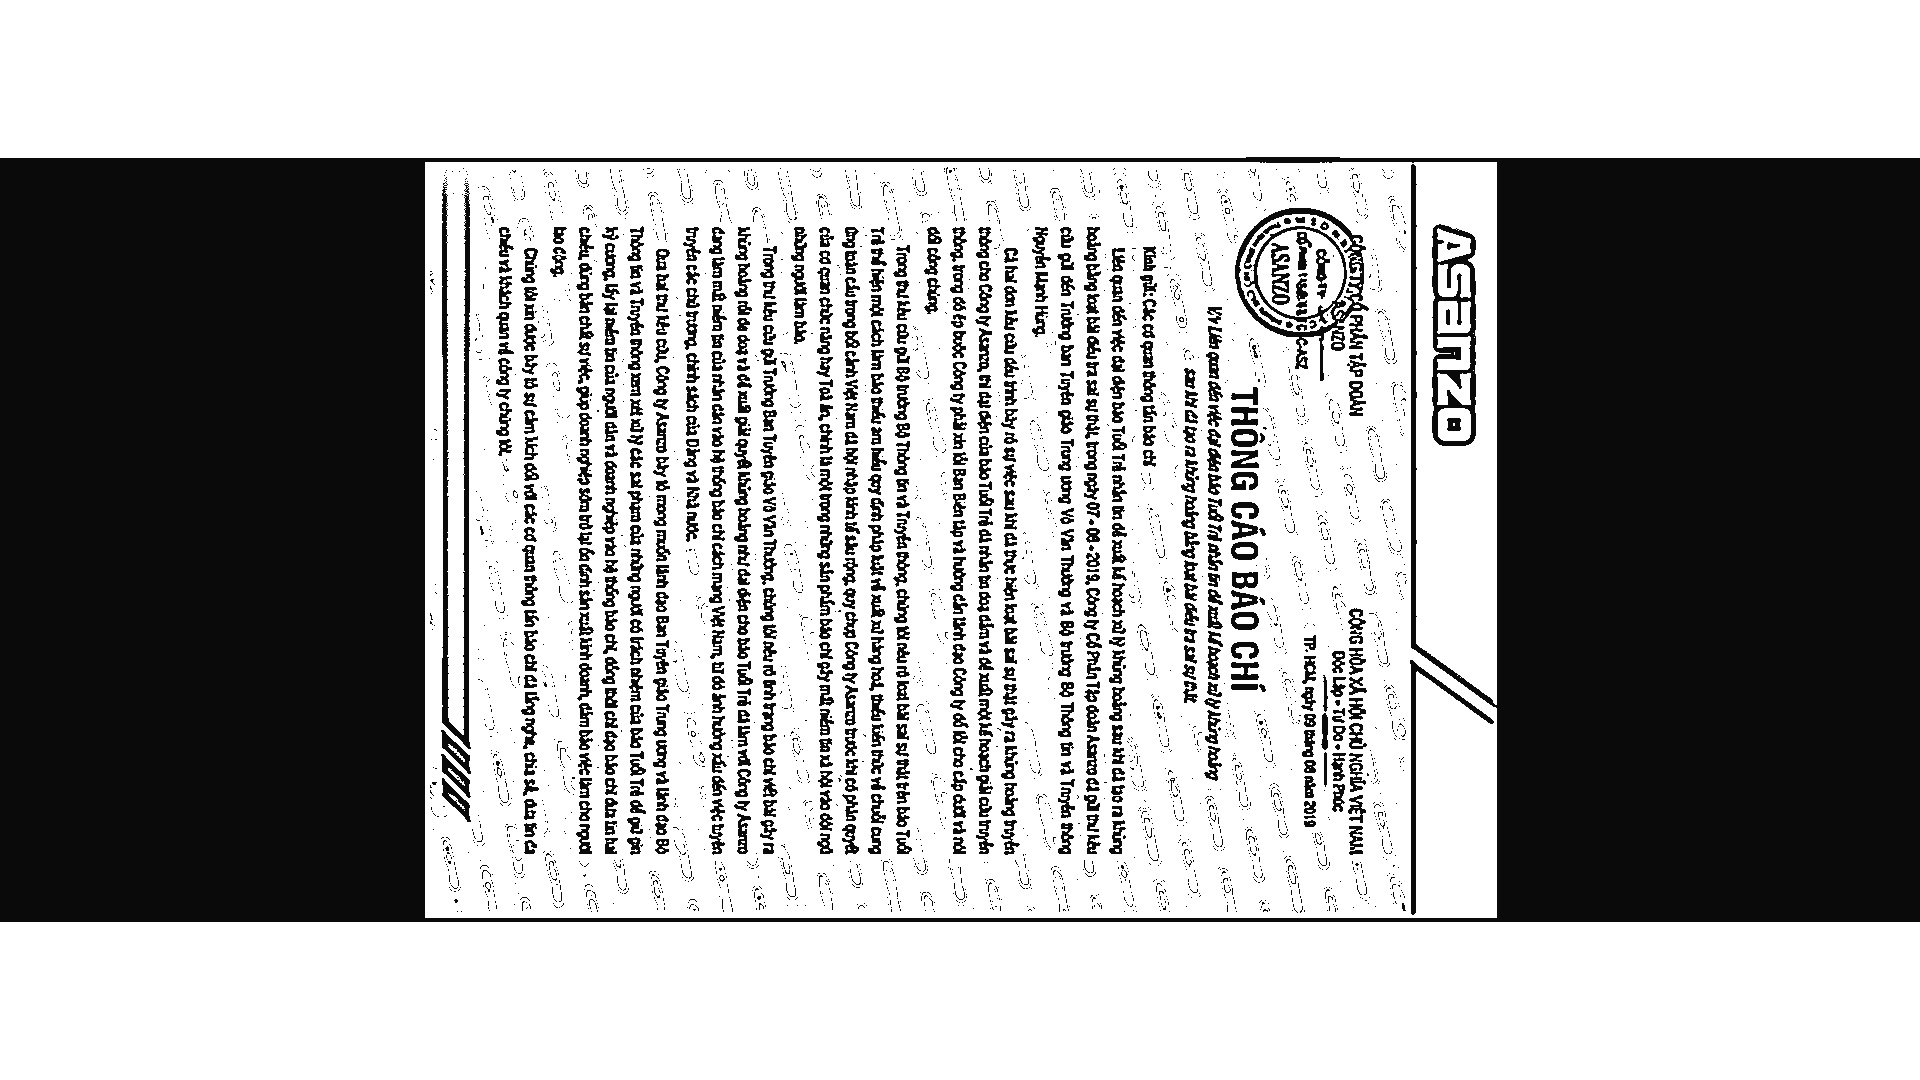 Asanzo
CÔNG TY CỔ PHẦN TẬP ĐOÀN
ASANZO
CỘNG HÒA XÃ HỘI CHỦ NGHĨA VIỆT NAM
Độc Lập - Tự Do - Hạnh Phúc
TP. HCM, ngày 09 tháng 08 năm 2019
THÔNG CÁO BÁO CHÍ
V/v Liên quan đến việc đại diện báo Tuổi Trẻ nhắn tin đề xuất kế hoạch xử lý khủng hoảng
sau khi đã tạo ra khủng hoảng bằng loạt bài điều tra sai sự thật
Kính gửi: Các cơ quan thông tấn báo chí
Liên quan đến việc đại diện báo Tuổi Trẻ nhắn tin đề xuất kế hoạch xử lý khủng hoảng sau khi đã tạo ra khủng
hoảng bằng loạt bài điều tra sai sự thật, trong ngày 07 - 08 -2019, Công ty Cổ Phần Tập đoàn Asanzo đã gửi thư kêu
cứu gửi đến Trưởng ban Tuyên giáo Trung ương Võ Văn Thưởng và Bộ trưởng Bộ Thông tin và Truyền thông
Nguyễn Mạnh Hùng.
Cả hai đơn kêu cứu đều trình bày rõ sự việc sau khi đã thực hiện loạt bài sai sự thật gây ra khủng hoảng truyền
thông cho Công ty Asanzo, thì đại diện của báo Tuổi Trẻ đã nhắn tin doạ dẫm và đề xuất một kế hoạch giải cứu truyền
thông, trong đó ép buộc Công ty phải xin lỗi Ban Biên tập và hướng dẫn lãnh đạo Công ty đổ lỗi cho cấp dưới và nói
dối công chúng.
Trong thư kêu cứu gửi Bộ trưởng Bộ Thông tin và Truyền thông, chúng tôi nêu rõ loạt bài sai sự thật trên báo Tuổi
Trẻ thể hiện một cách làm báo thiếu am hiểu quy định pháp luật về xuất xứ hàng hoá, thiếu kiến thức về chuỗi cung
ứng toàn cầu trong bối cảnh Việt Nam đã hội nhập kinh tế sâu rộng, quy chụp Công ty Asanzo trước khi có phán quyết
của cơ quan chức năng hay Toà án, chính là một trong những sản phẩm báo chí gây mất niềm tin xã hội vào đội ngũ
những người làm báo.
Trong thư kêu cứu gửi Trưởng Ban Tuyên giáo Võ Văn Thưởng, chúng tôi nêu rõ tình trạng báo chí viết bài gây ra
khủng hoảng rồi đe doạ và đề xuất giải quyết khủng hoảng như đại diện cho báo Tuổi Trẻ đã làm với Công ty Asanzo
đang làm mất niềm tin của nhân dân vào hệ thống báo chí cách mạng Việt Nam, từ đó ảnh hưởng xấu đến việc tuyên
truyền các chủ trương, chính sách của Đảng và Nhà nước.
Qua hai thư kêu cứu, Công ty Asanzo bày tỏ mong muốn lãnh đạo Ban Tuyên giáo Trung ương và lãnh đạo Bộ
Thông tin và Truyền thông xem xét xử lý các sai phạm của những người có trách nhiệm của báo Tuổi Trẻ để giữ gìn
kỷ cương, lấy lại niềm tin của người dân và doanh nghiệp vào hệ thống báo chí, đồng thời chỉ đạo báo chí đưa tin hai
chiều, đúng bản chất sự việc, giúp doanh nghiệp sớm trở lại ổn định sản xuất kinh doanh, đảm bảo việc làm cho người
lao động.
Chúng tôi xin được bày tỏ sự cảm kích đối với các cơ quan thông tấn báo chí đã lắng nghe, chia sẻ, đưa tin đa
chiều và khách quan về công ty chúng tôi.